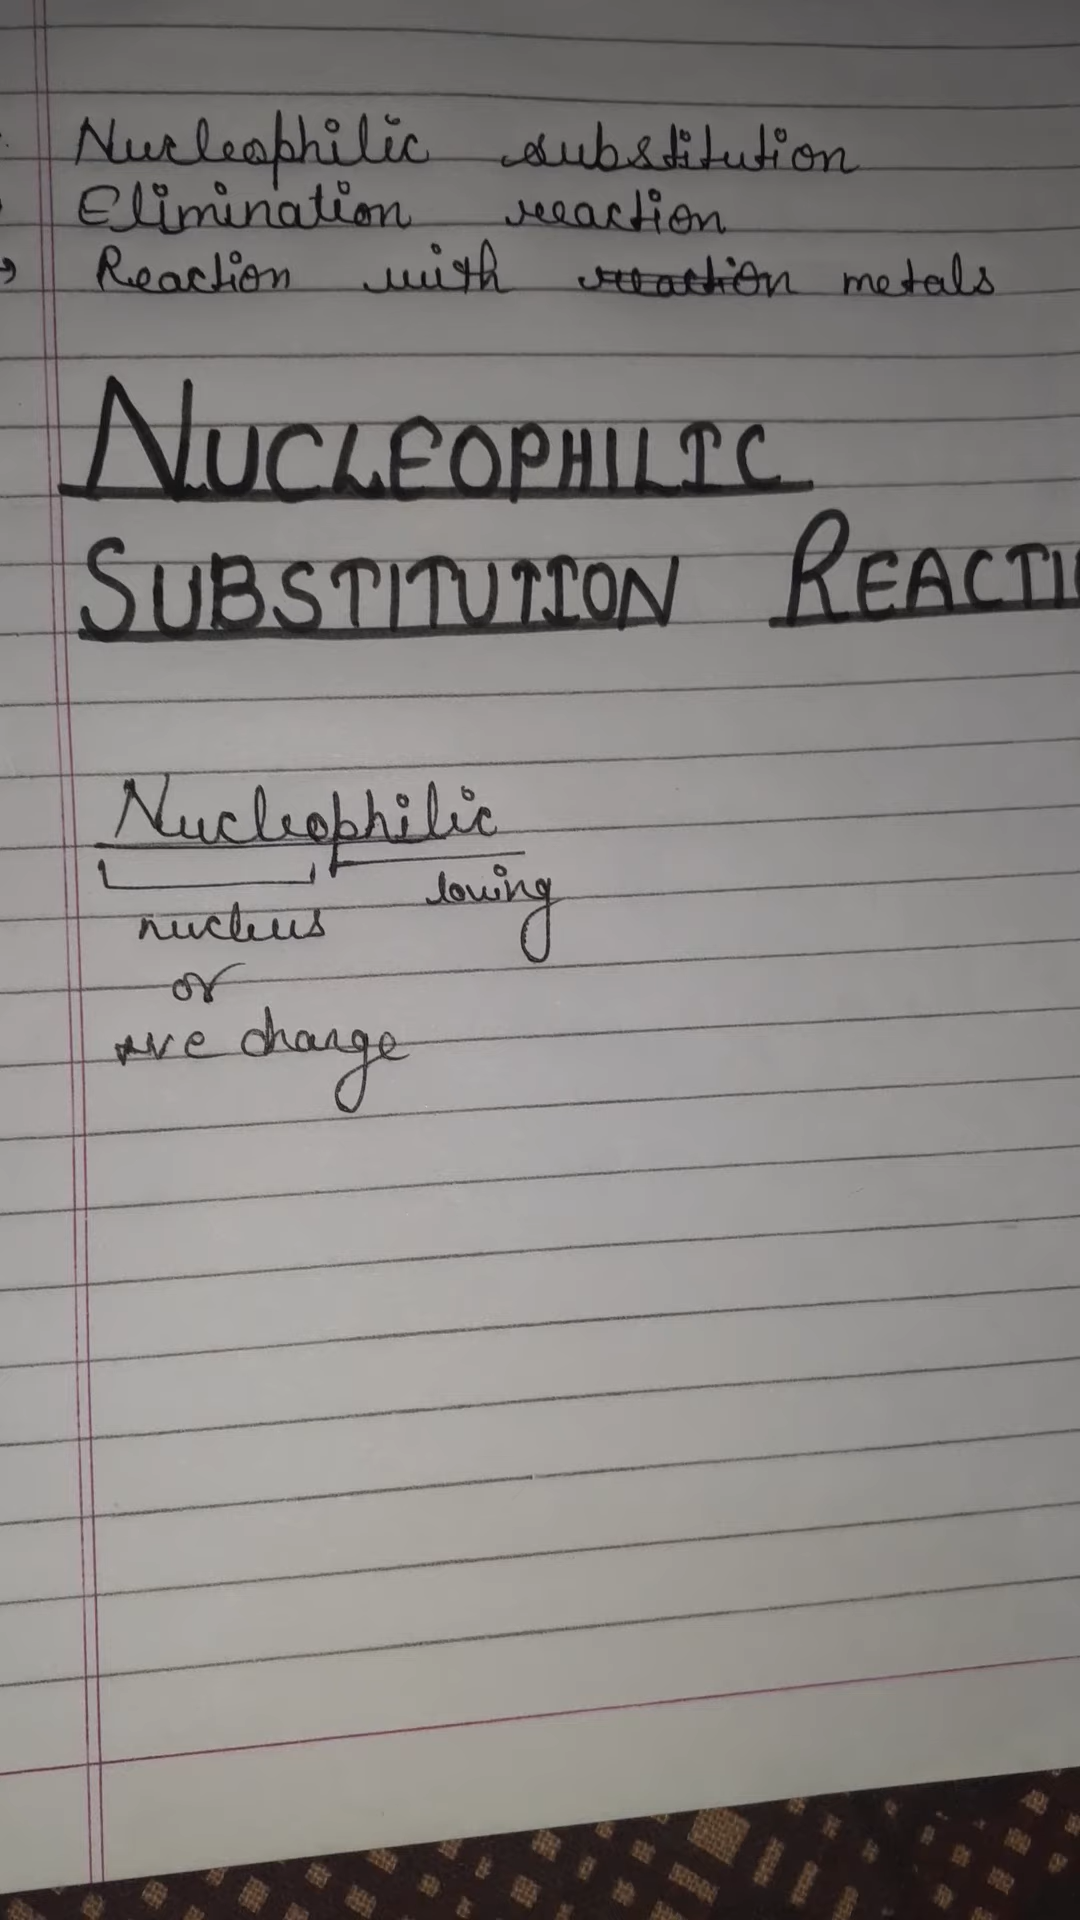 Nucleophilic substitution
Elimination reaction
→ Reaction with reaction metals
NUCLEOPHILIC
SUBSTITUTION REACTI
Nucleophilic
loving
nucleus
or
+ve charge